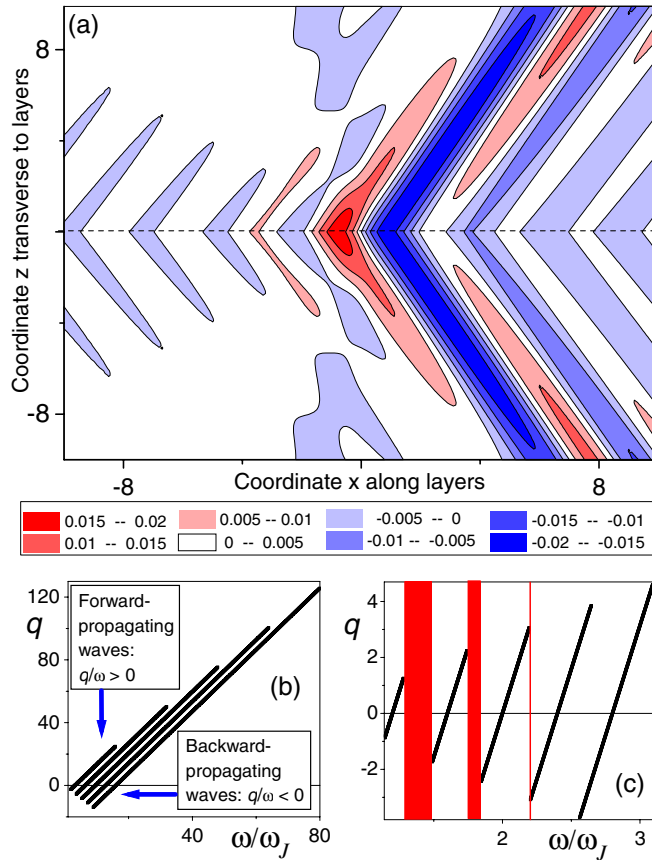 (a)
Coordinate z transverse to layers
8
-8
-8
Coordinate x along layers
8
0.015 -- 0.02
0.005 -- 0.01
-0.005 -- 0
-0.015 -- -0.01
0.01 -- 0.015
0 -- 0.005
-0.01 -- -0.005
-0.02 -- -0.015
q
120
80
40
0
Forward-
propagating
waves:
q/ω > 0
(b)
Backward-
propagating
waves: q/ω < 0
40
80
ω/ω_J
q
4
2
0
-2
(c)
2
3
ω/ω_J